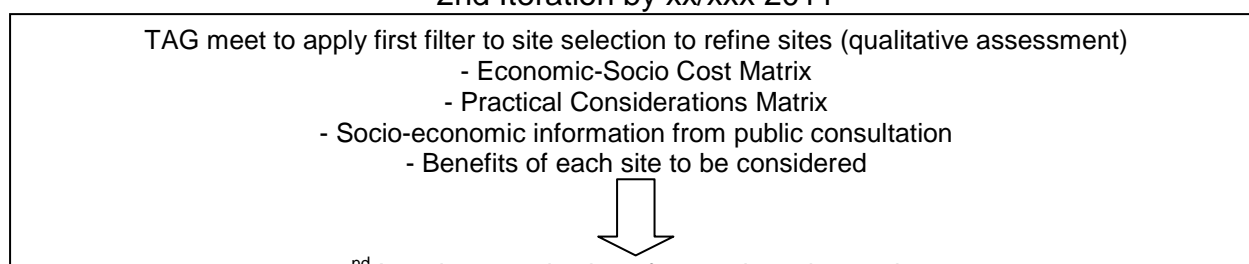 TAG meet to apply first filter to site selection to refine sites (qualitative assessment)
- Economic-Socio Cost Matrix
- Practical Considerations Matrix
- Socio-economic information from public consultation
- Benefits of each site to be considered
nd